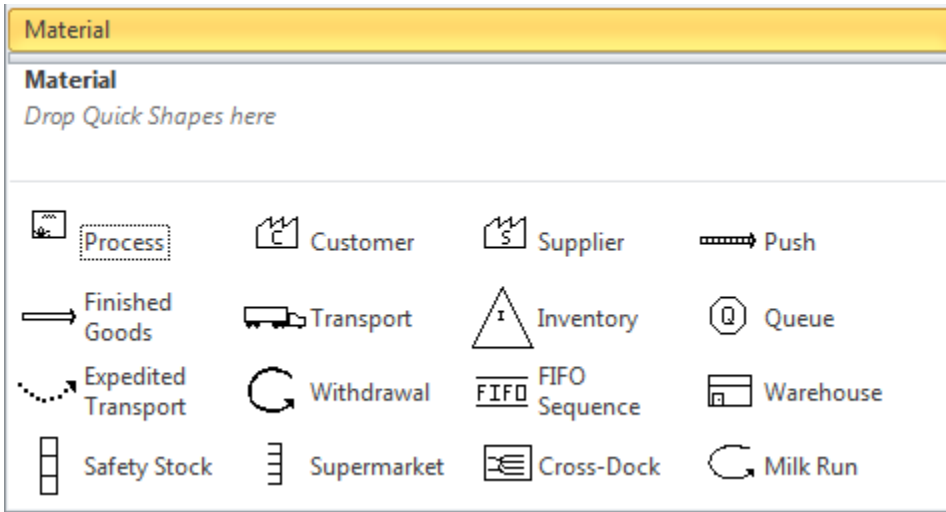 Material
Material
Drop Quick Shapes here
Process
C
Customer
S
Supplier
Push
Finished
Goods
Transport
I
Inventory
Q
Queue
Expedited
Transport
Withdrawal
FIFO
FIFO
Sequence
Warehouse
Safety Stock
Supermarket
Cross-Dock
Milk Run